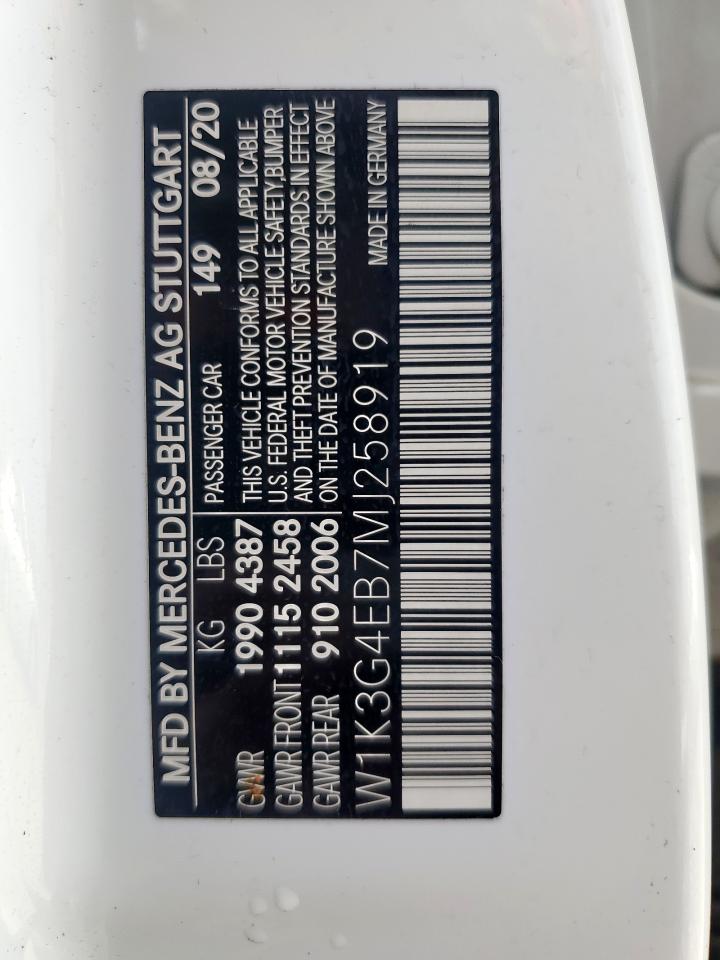 MFD BY MERCEDES-BENZ AG STUTTGART
KG LBS PASSENGER CAR 149 08/20
GVWR 1990 4387 THIS VEHICLE CONFORMS TO ALL APPLICABLE
GAWR FRONT 1115 2458 U.S. FEDERAL MOTOR VEHICLE SAFETY,BUMPER
GAWR REAR 910 2006 AND THEFT PREVENTION STANDARDS IN EFFECT
ON THE DATE OF MANUFACTURE SHOWN ABOVE
W1K3G4EB7MJ258919 MADE IN GERMANY